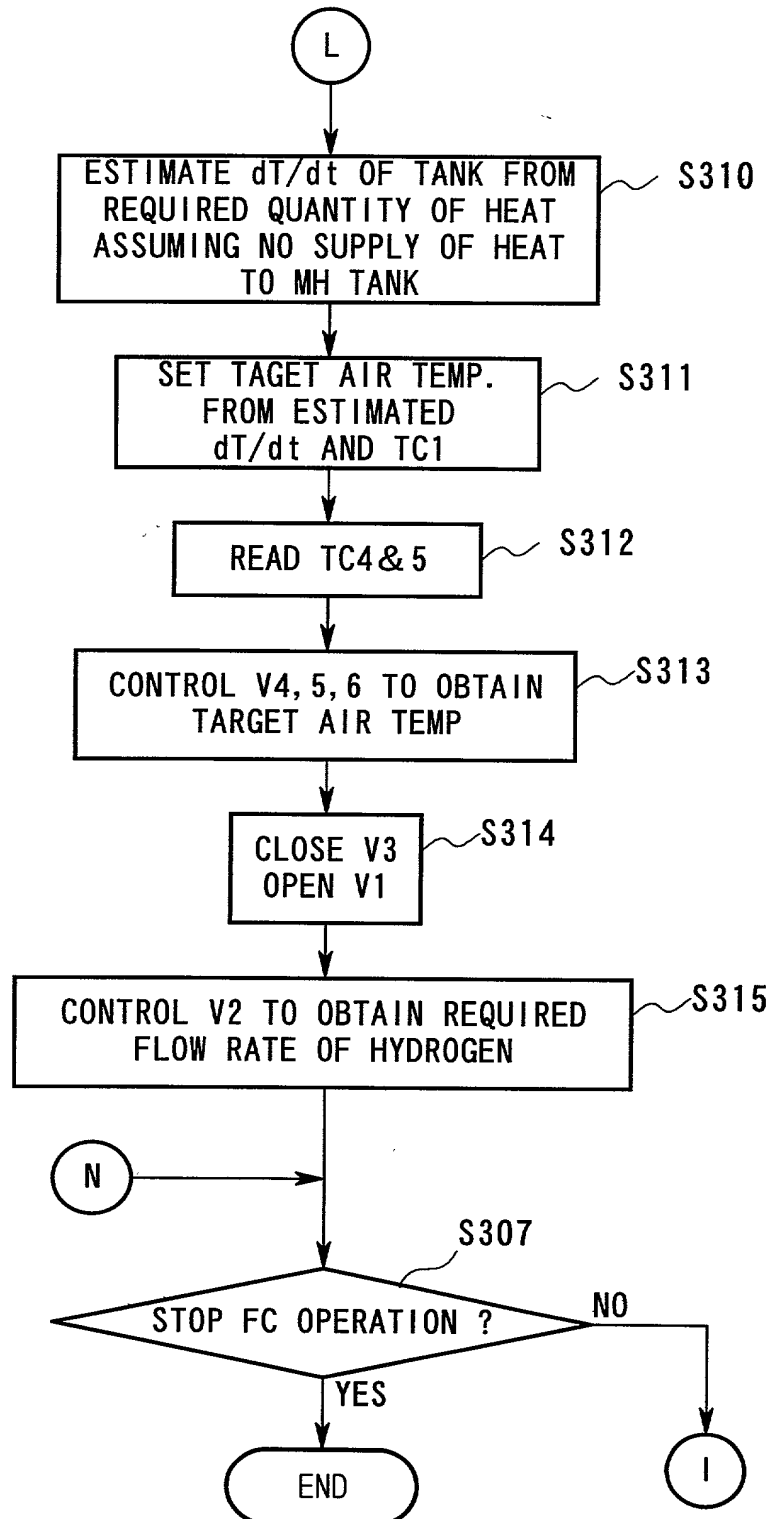 L
ESTIMATE dT/dt OF TANK FROM
REQUIRED QUANTITY OF HEAT
ASSUMING NO SUPPLY OF HEAT
TO MH TANK
S310
SET TAGET AIR TEMP.
FROM ESTIMATED
dT/dt AND TC1
S311
READ TC4&5
S312
CONTROL V4,5,6 TO OBTAIN
TARGET AIR TEMP
S313
CLOSE V3
OPEN V1
S314
CONTROL V2 TO OBTAIN REQUIRED
FLOW RATE OF HYDROGEN
S315
N
S307
STOP FC OPERATION ?
NO
YES
END
I